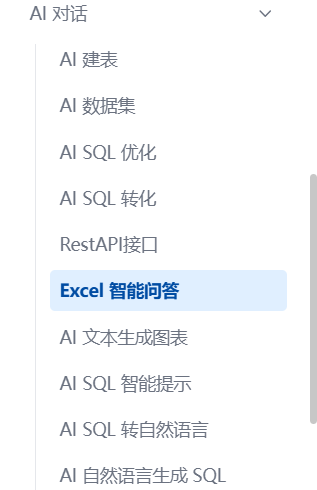 AI 对话
AI 建表
AI 数据集
AI SQL 优化
AI SQL 转化
RestAPI接口
Excel 智能问答
AI 文本生成图表
AI SQL 智能提示
AI SQL 转自然语言
AI 自然语言生成 SQL